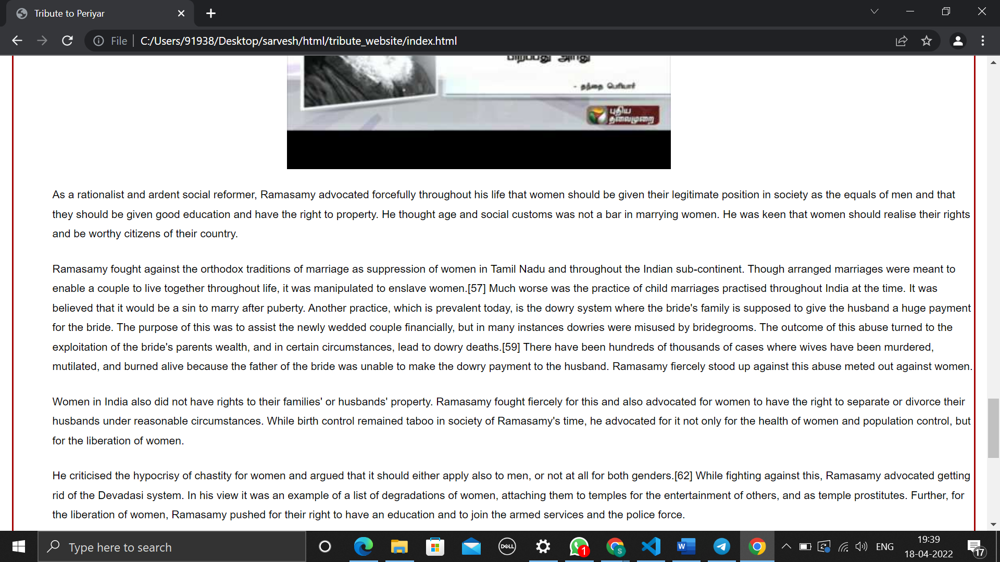 Tribute to Periyar
File
C:/Users/91938/Desktop/sarvesh/html/tribute_website/index.html
- தந்தை பெரியார்
புதிய
தலைமுறை
As a rationalist and ardent social reformer, Ramasamy advocated forcefully throughout his life that women should be given their legitimate position in society as the equals of men and that
they should be given good education and have the right to property. He thought age and social customs was not a bar in marrying women. He was keen that women should realise their rights
and be worthy citizens of their country.
Ramasamy fought against the orthodox traditions of marriage as suppression of women in Tamil Nadu and throughout the Indian sub-continent. Though arranged marriages were meant to
enable a couple to live together throughout life, it was manipulated to enslave women.[57] Much worse was the practice of child marriages practised throughout India at the time. It was
believed that it would be a sin to marry after puberty. Another practice, which is prevalent today, is the dowry system where the bride's family is supposed to give the husband a huge payment
for the bride. The purpose of this was to assist the newly wedded couple financially, but in many instances dowries were misused by bridegrooms. The outcome of this abuse turned to the
exploitation of the bride's parents wealth, and in certain circumstances, lead to dowry deaths.[59] There have been hundreds of thousands of cases where wives have been murdered,
mutilated, and burned alive because the father of the bride was unable to make the dowry payment to the husband. Ramasamy fiercely stood up against this abuse meted out against women.
Women in India also did not have rights to their families' or husbands' property. Ramasamy fought fiercely for this and also advocated for women to have the right to separate or divorce their
husbands under reasonable circumstances. While birth control remained taboo in society of Ramasamy's time, he advocated for it not only for the health of women and population control, but
for the liberation of women.
He criticised the hypocrisy of chastity for women and argued that it should either apply also to men, or not at all for both genders.[62] While fighting against this, Ramasamy advocated getting
rid of the Devadasi system. In his view it was an example of a list of degradations of women, attaching them to temples for the entertainment of others, and as temple prostitutes. Further, for
the liberation of women, Ramasamy pushed for their right to have an education and to join the armed services and the police force.
Type here to search
DELL
1
S
W
ENG
19:39
18-04-2022
17